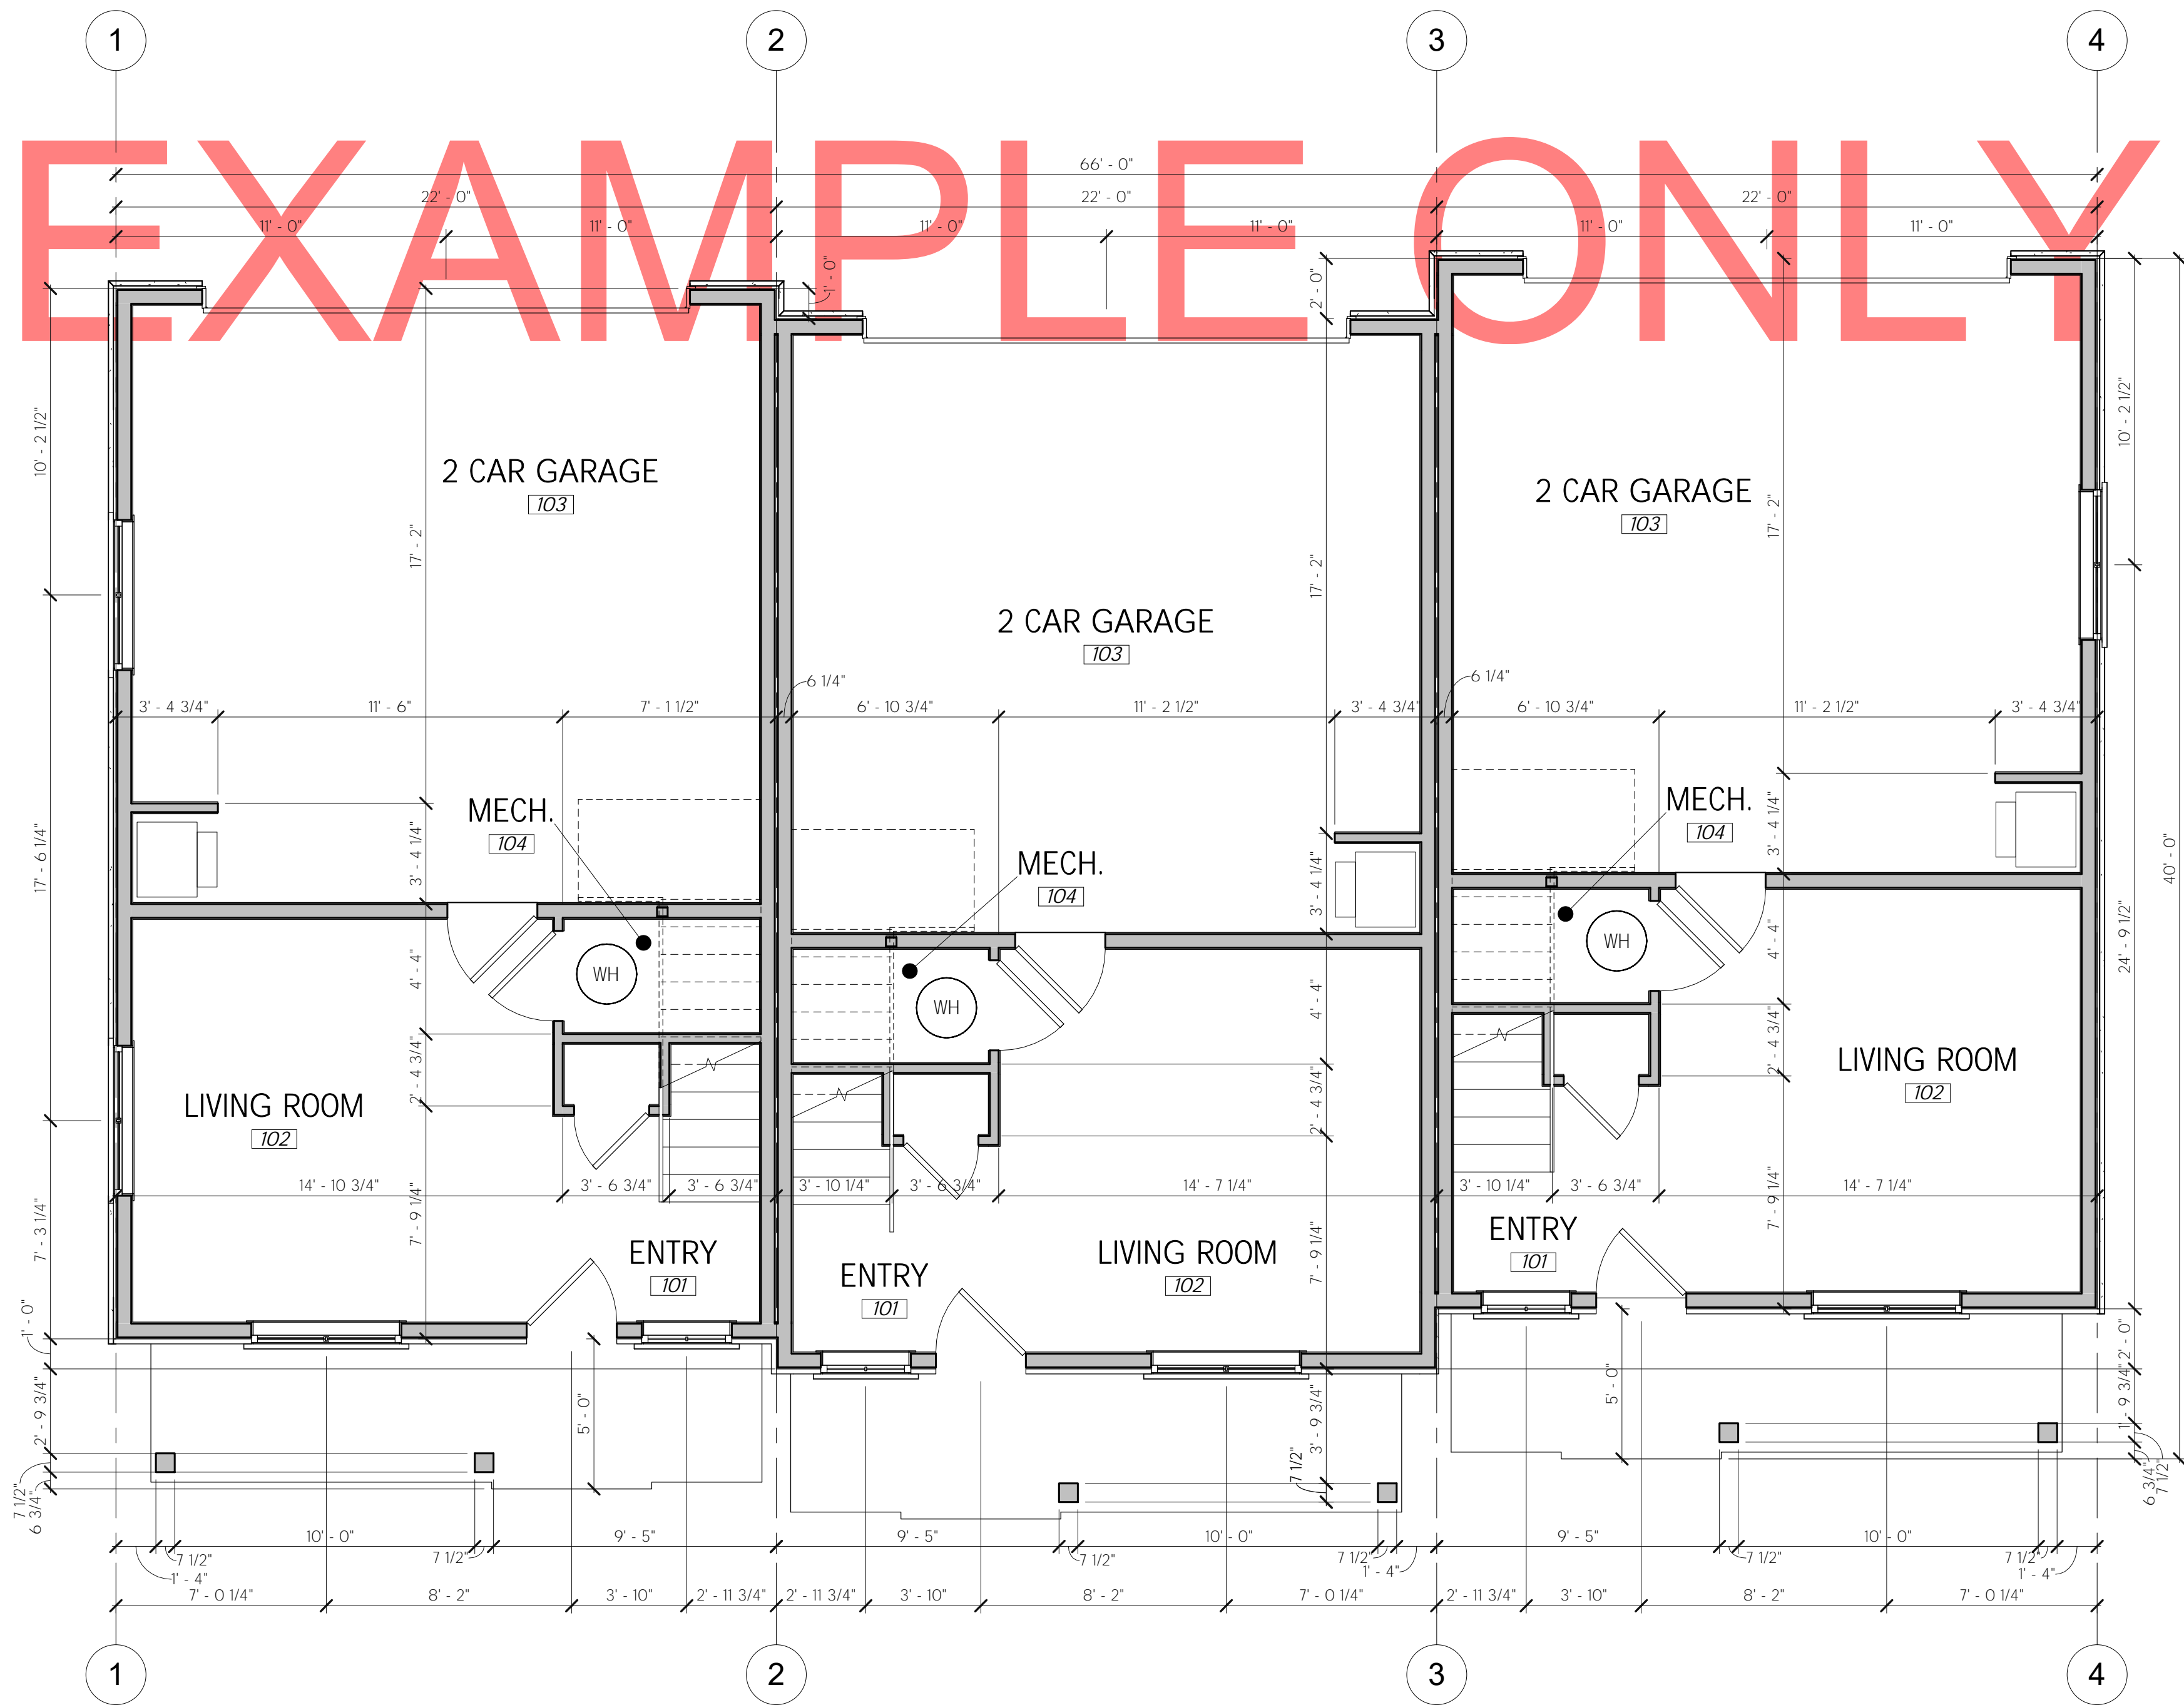 1 2 3 4
EXAMPLE ONLY
66' - 0"
22' - 0" 22' - 0" 22' - 0"
11' - 0" 11' - 0" 11' - 0" 11' - 0" 11' - 0" 11' - 0"
1' - 0"
2' - 0"
10' - 2 1/2"
10' - 2 1/2"
2 CAR GARAGE
103
2 CAR GARAGE
103
2 CAR GARAGE
103
17' - 2"
17' - 2"
17' - 2"
6 1/4"
6 1/4"
3' - 4 3/4" 11' - 6" 7' - 1 1/2" 6' - 10 3/4" 11' - 2 1/2" 3' - 4 3/4" 6' - 10 3/4" 11' - 2 1/2" 3' - 4 3/4"
MECH.
104
MECH.
104
MECH.
104
17' - 6 1/4"
3' - 4 1/4"
3' - 4 1/4"
3' - 4 1/4"
40' - 0"
24' - 9 1/2"
WH
WH
WH
4' - 4"
4' - 4"
4' - 4"
2' - 4 3/4"
2' - 4 3/4"
2' - 4 3/4"
LIVING ROOM
102
LIVING ROOM
102
14' - 10 3/4" 3' - 6 3/4" 3' - 6 3/4" 3' - 10 1/4" 3' - 6 3/4" 14' - 7 1/4" 3' - 10 1/4" 3' - 6 3/4" 14' - 7 1/4"
7' - 3 1/4"
7' - 9 1/4"
7' - 9 1/4"
7' - 9 1/4"
ENTRY
101
ENTRY
101
LIVING ROOM
102
ENTRY
101
1' - 0"
2' - 0"
2' - 9 3/4"
5' - 0"
3' - 9 3/4"
5' - 0"
1' - 9 3/4"
7 1/2"
6 3/4"
7 1/2"
6 3/4"
7 1/2"
10' - 0" 9' - 5" 9' - 5" 10' - 0" 9' - 5" 10' - 0"
7 1/2" 7 1/2" 7 1/2" 7 1/2" 7 1/2" 7 1/2"
1' - 4" 1' - 4" 1' - 4"
7' - 0 1/4" 8' - 2" 3' - 10" 2' - 11 3/4" 2' - 11 3/4" 3' - 10" 8' - 2" 7' - 0 1/4" 2' - 11 3/4" 3' - 10" 8' - 2" 7' - 0 1/4"
1 2 3 4